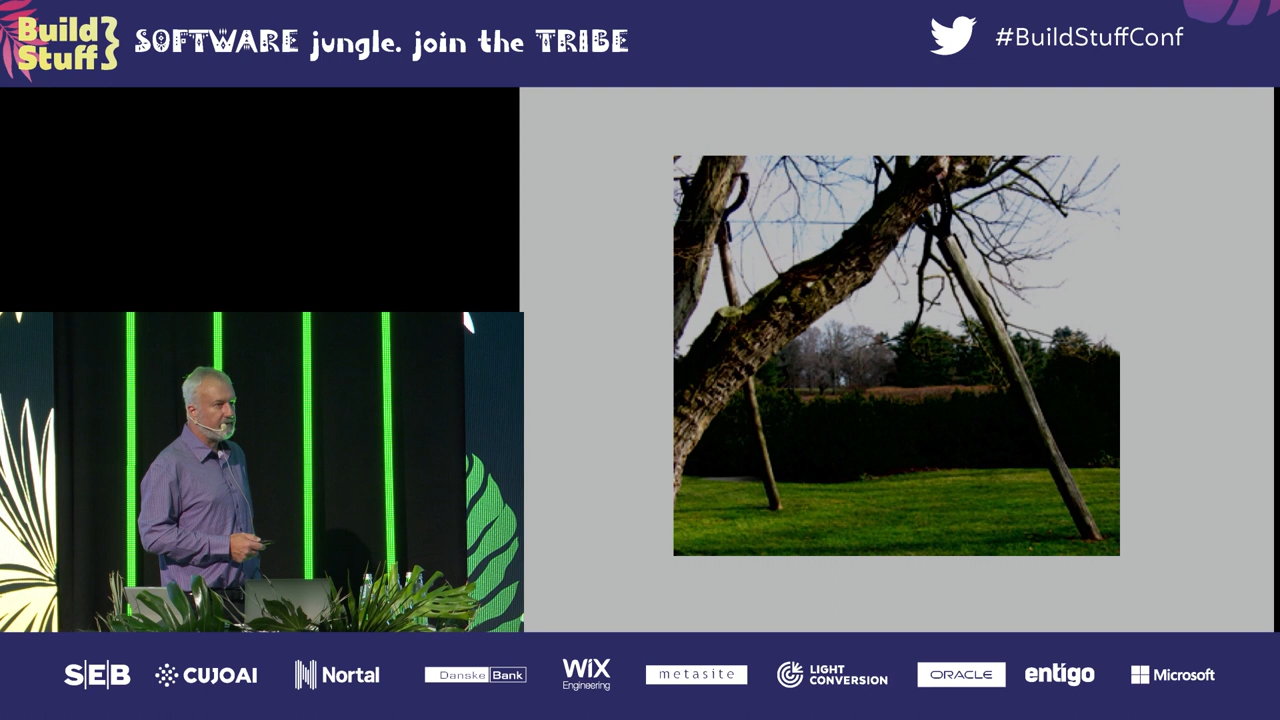 Build
Stuff
SOFTWARE jungle. join the TRIBE
#BuildStuffConf
SEB
CUJOAI
Nortal
Danske Bank
WiX
Engineering
metasite
LIGHT
CONVERSION
ORACLE
entigo
Microsoft